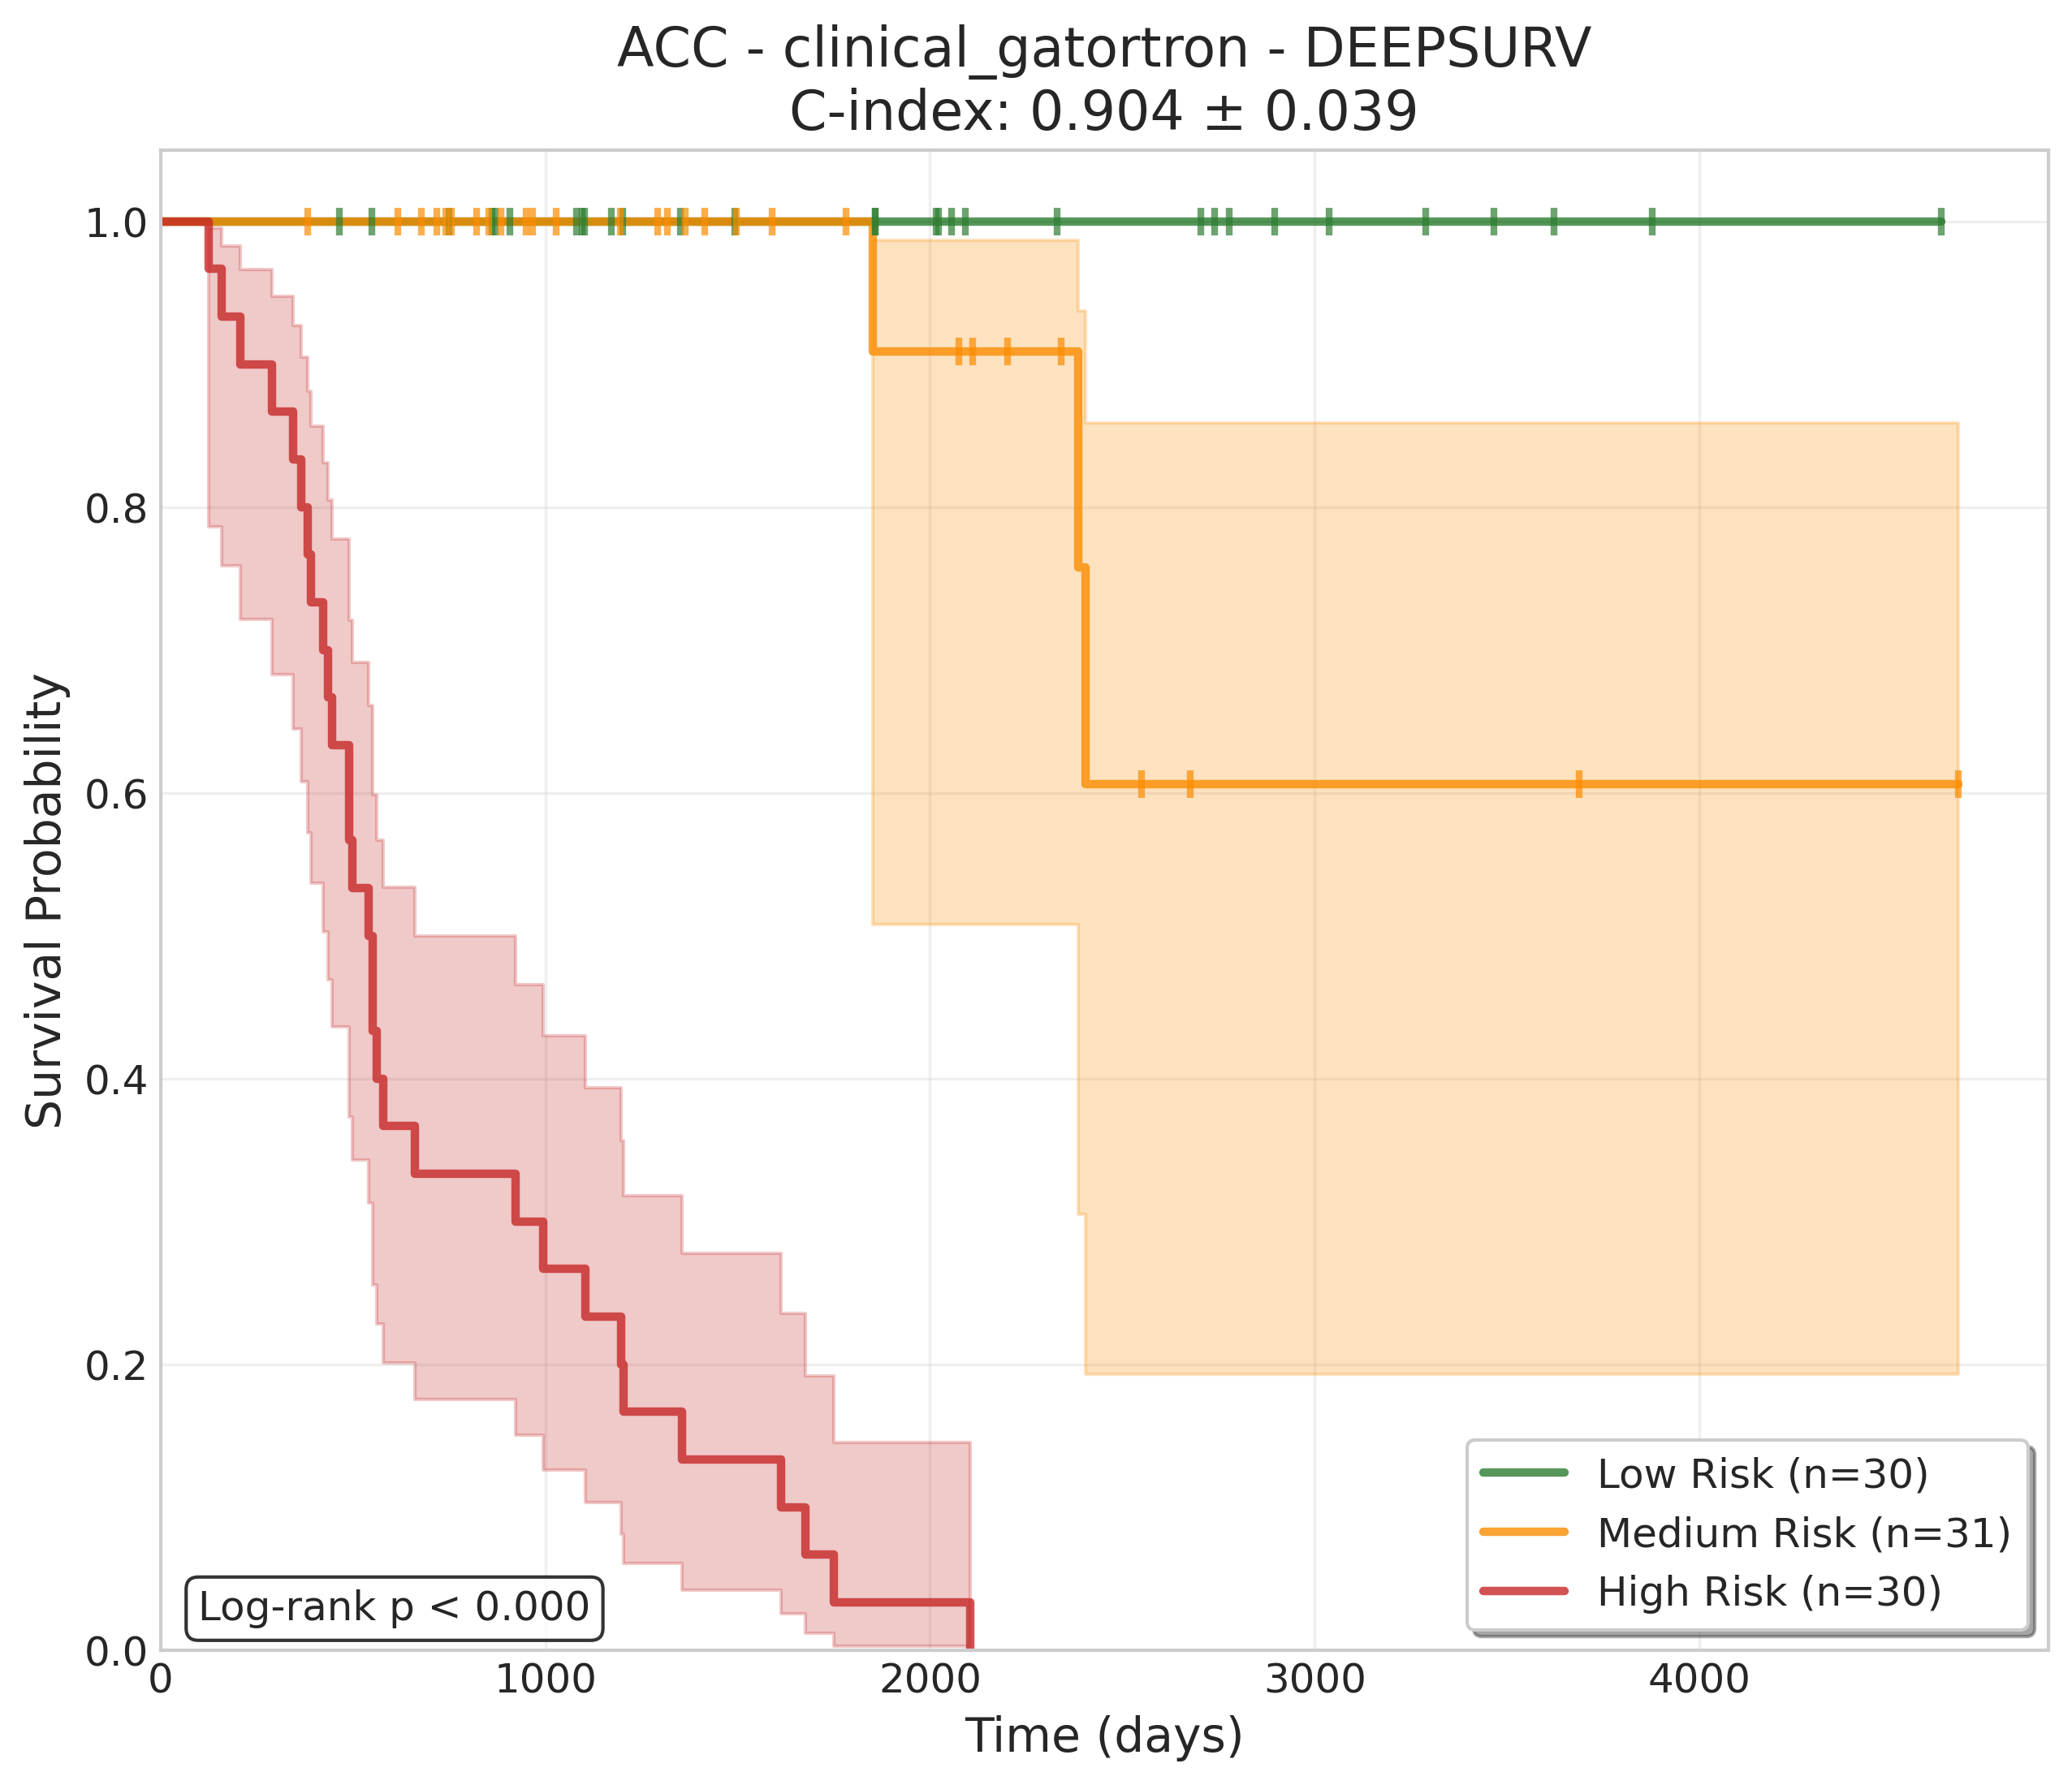 ACC - clinical_gatortron - DEEPSURV
C-index: 0.904 ± 0.039
Survival Probability
1.0
0.8
0.6
0.4
0.2
0.0
0
1000
2000
3000
4000
Time (days)
Log-rank p < 0.000
Low Risk (n=30)
Medium Risk (n=31)
High Risk (n=30)